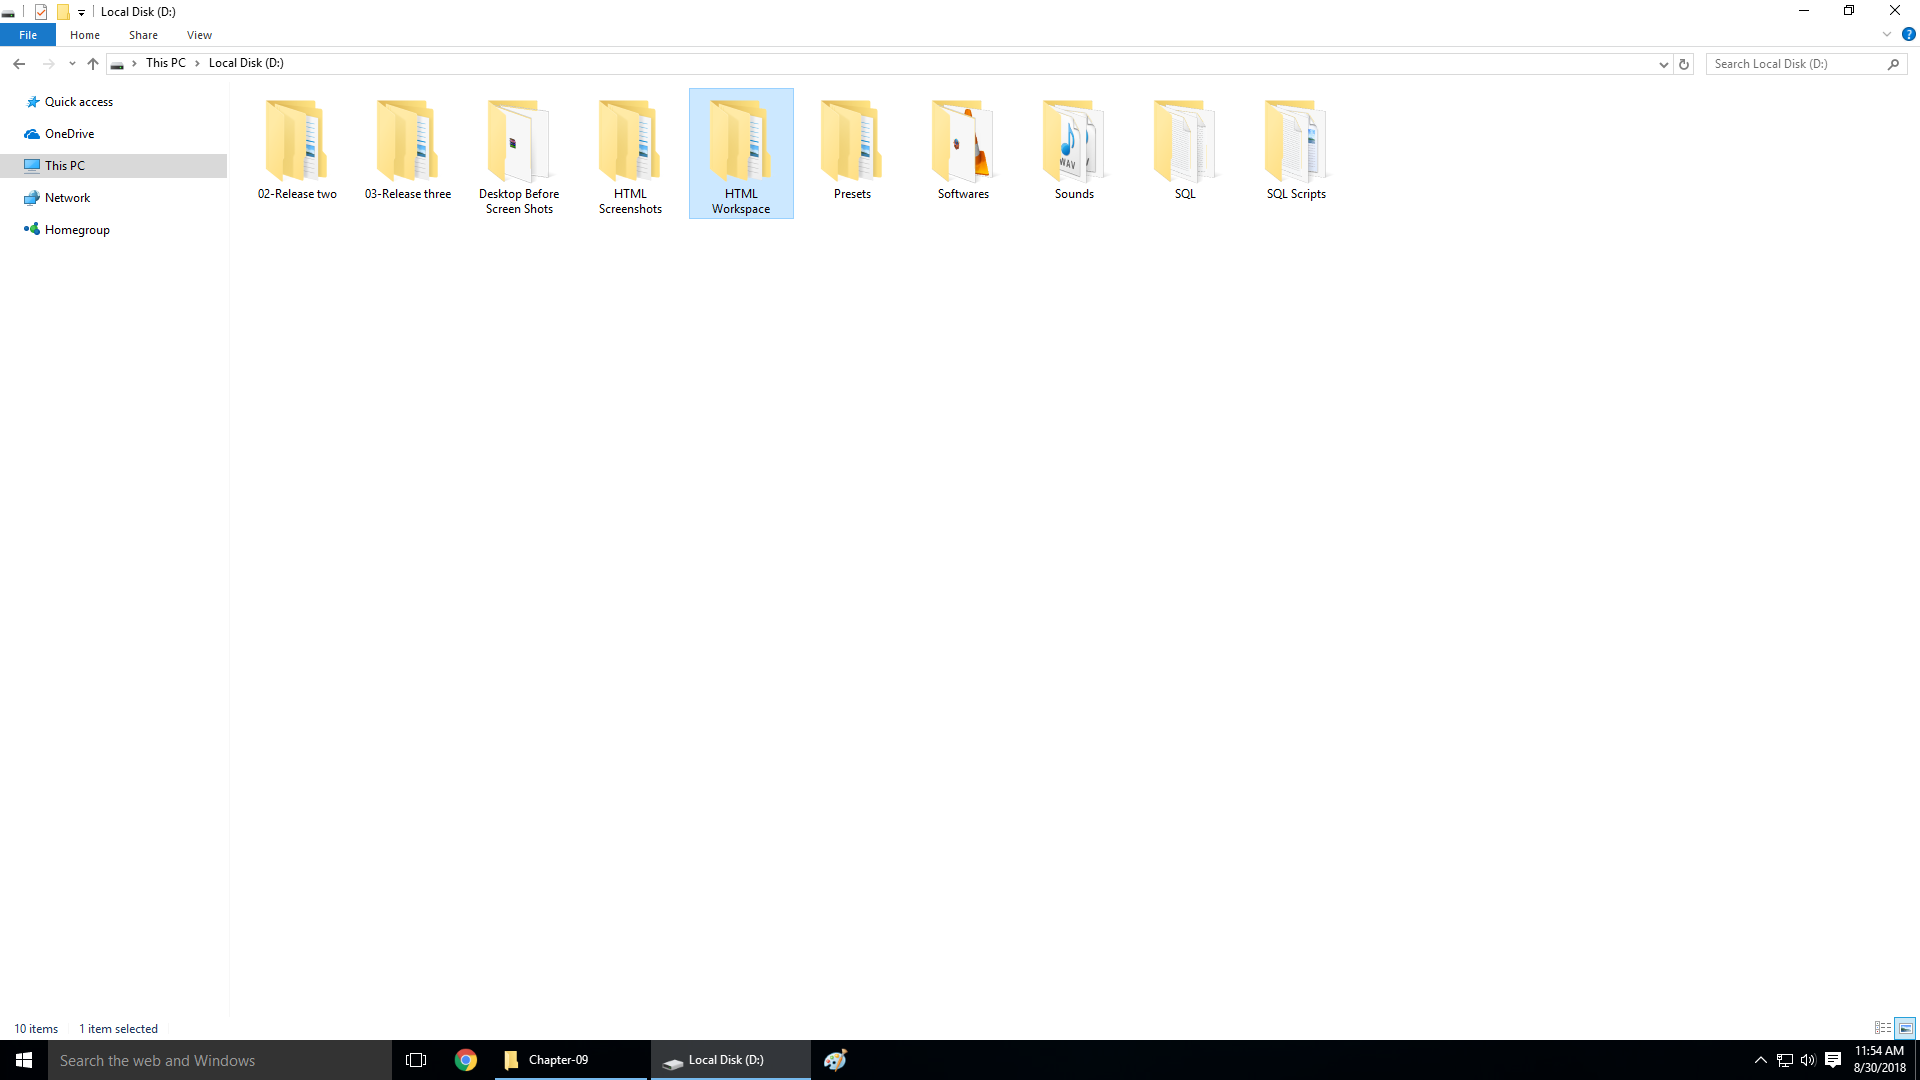 Local Disk (D:)
File Home Share View
This PC Local Disk (D:)
Search Local Disk (D:)
Quick access
OneDrive
This PC
Network
Homegroup
02-Release two
03-Release three
Desktop Before
Screen Shots
HTML
Screenshots
HTML
Workspace
Presets
Softwares
Sounds
WAV
SQL
SQL Scripts
10 items 1 item selected
Search the web and Windows
Chapter-09
Local Disk (D:)
11:54 AM
8/30/2018